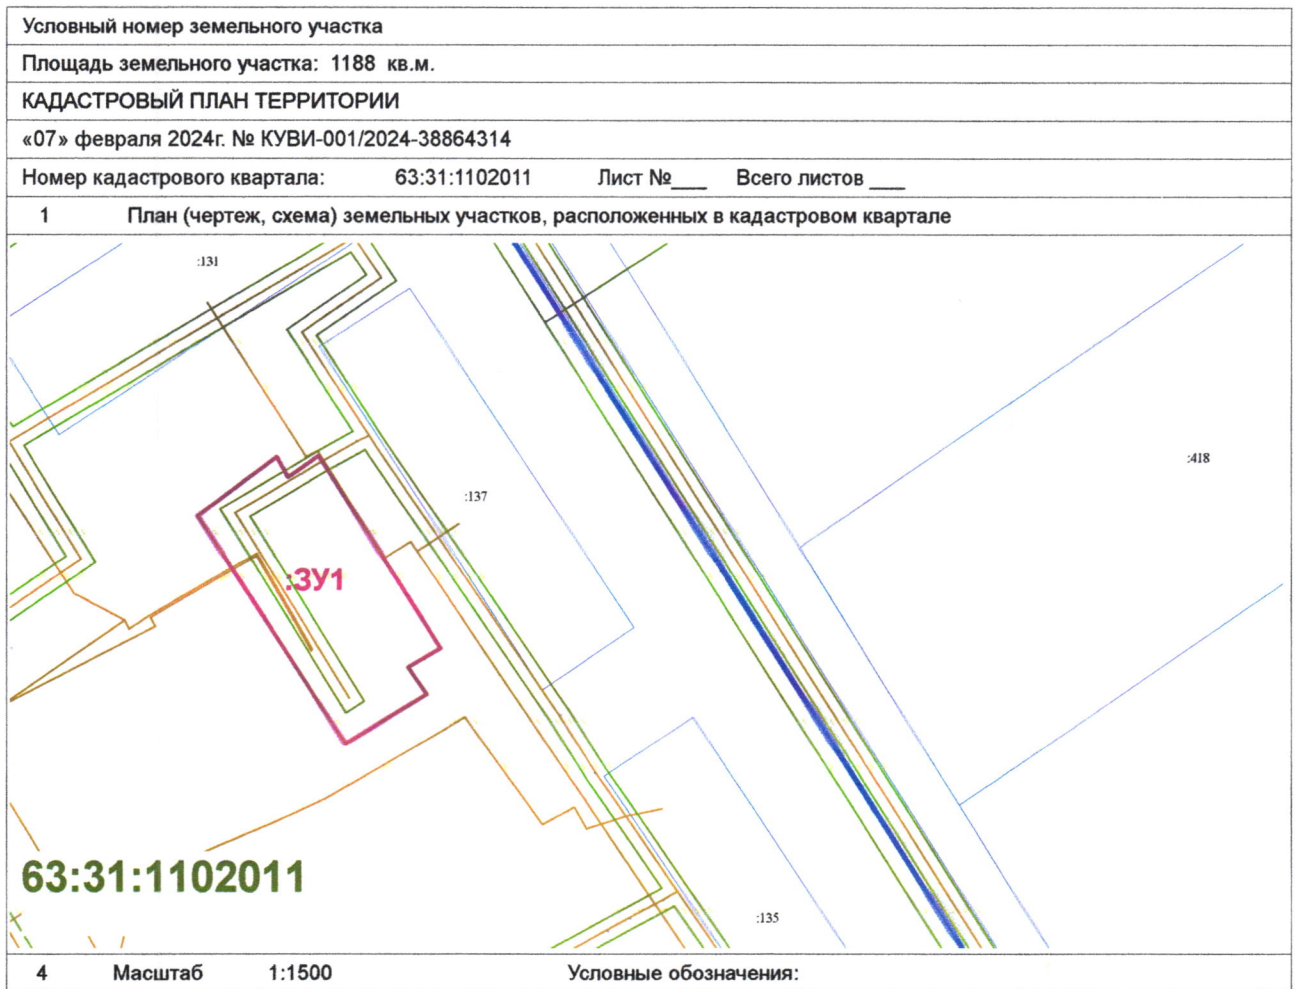 Условный номер земельного участка
Площадь земельного участка: 1188 кв.м.
КАДАСТРОВЫЙ ПЛАН ТЕРРИТОРИИ
«07» февраля 2024г. № КУВИ-001/2024-38864314
Номер кадастрового квартала: 63:31:1102011 Лист №___ Всего листов ___
1 План (чертеж, схема) земельных участков, расположенных в кадастровом квартале
:131
:418
:137
:ЗУ1
63:31:1102011
:135
4 Масштаб 1:1500 Условные обозначения: